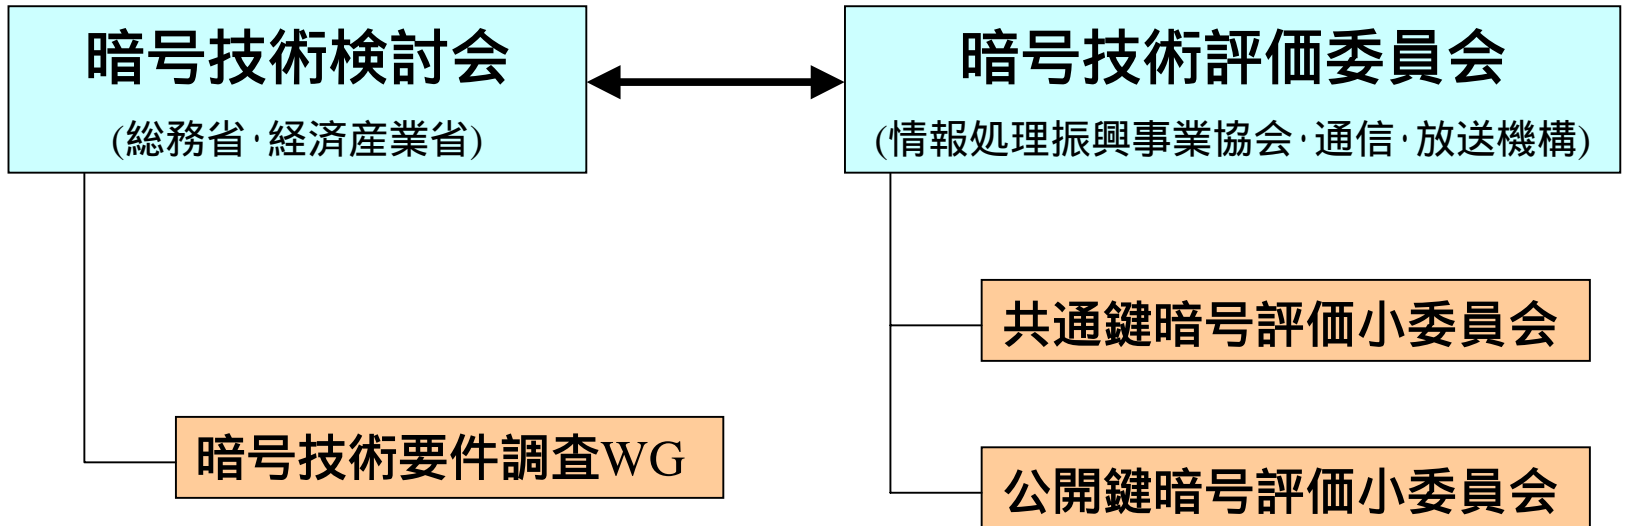 暗号技術検討会
(総務省·経済産業省)
暗号技術評価委員会
(情報処理振興事業協会·通信·放送機構)
共通鍵暗号評価小委員会
暗号技術要件調査WG
公開鍵暗号評価小委員会